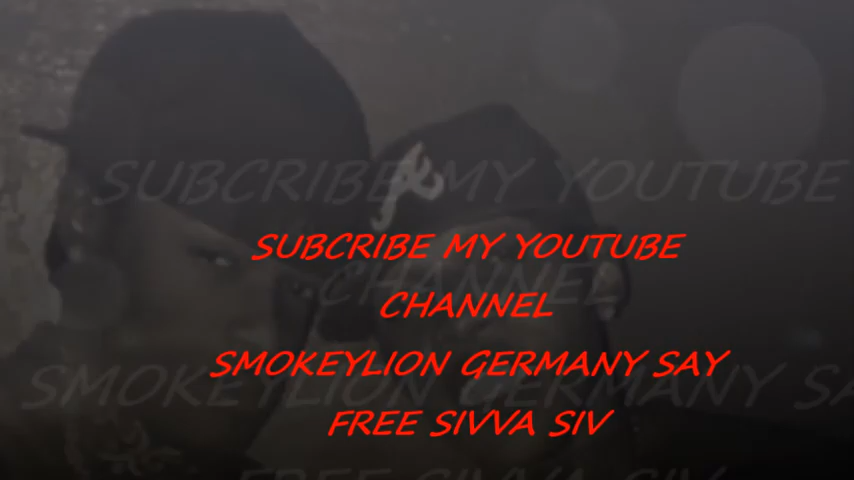 SUBCRIBE MY YOUTUBE
CHANNEL
SMOKEYLION GERMANY SAY
FREE SIVVA SIV